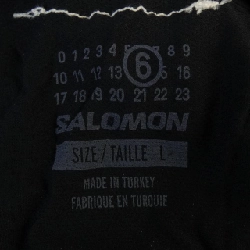 0 1 2 3 4 5 6 7 8 9
10 11 12 13 14 15 16
17 18 19 20 21 22 23
SALOMON
SIZE / TAILLE : L
MADE IN TURKEY
FABRIQUE EN TURQUIE